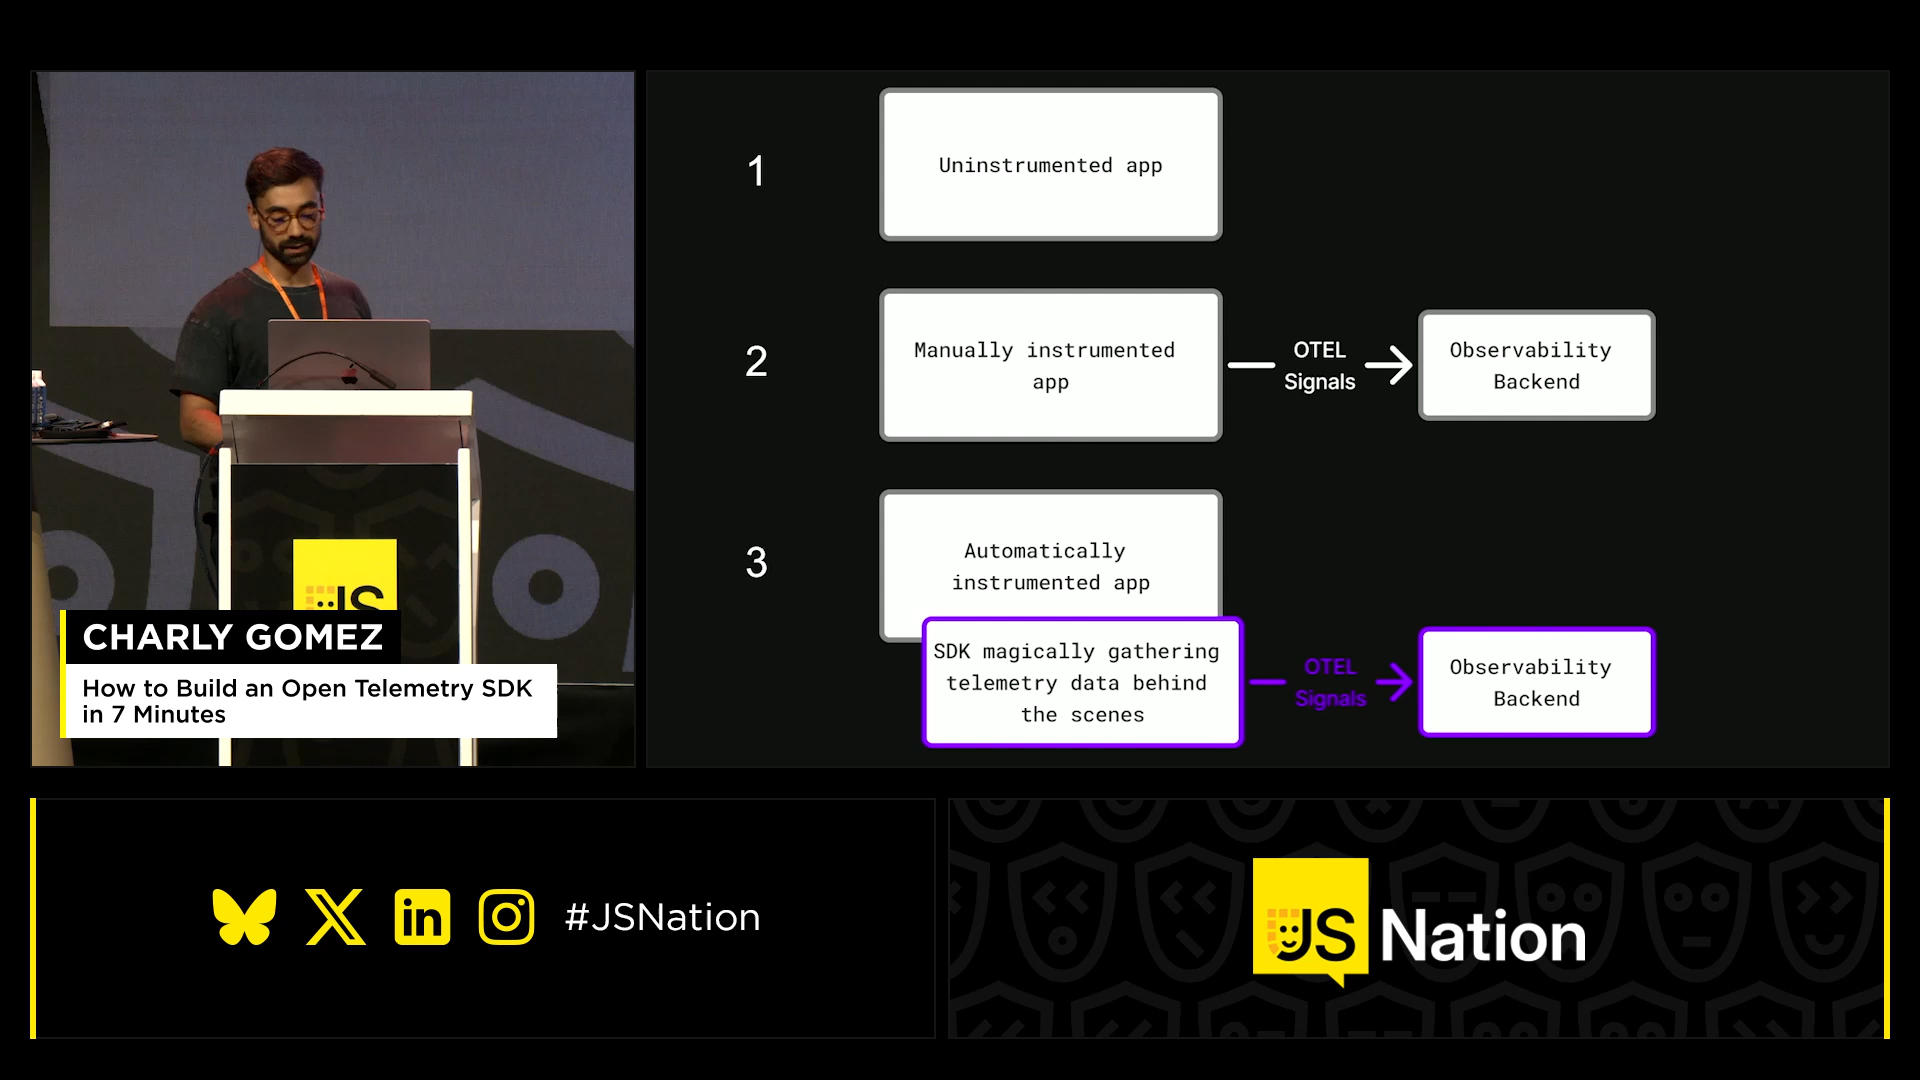 1
Uninstrumented app
2
Manually instrumented
app
OTEL
Signals
Observability
Backend
3
Automatically
instrumented app
SDK magically gathering
telemetry data behind
the scenes
OTEL
Signals
Observability
Backend
JS
CHARLY GOMEZ
How to Build an Open Telemetry SDK
in 7 Minutes
#JSNation
JS Nation